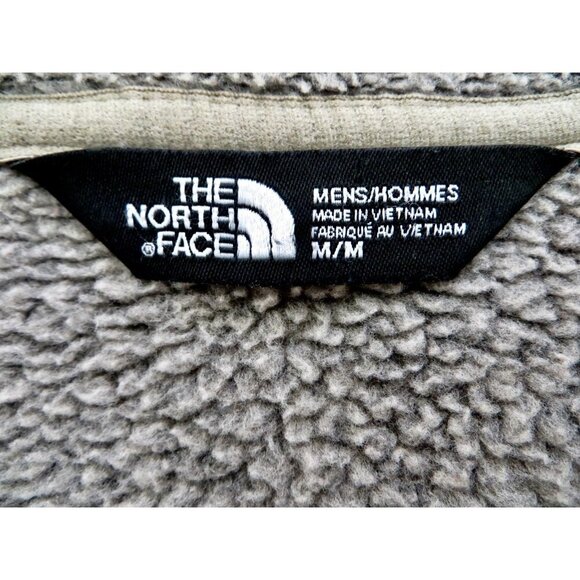 THE
NORTH
®FACE
MENS/HOMMES
MADE IN VIETNAM
FABRIQUÉ AU VIETNAM
M/M